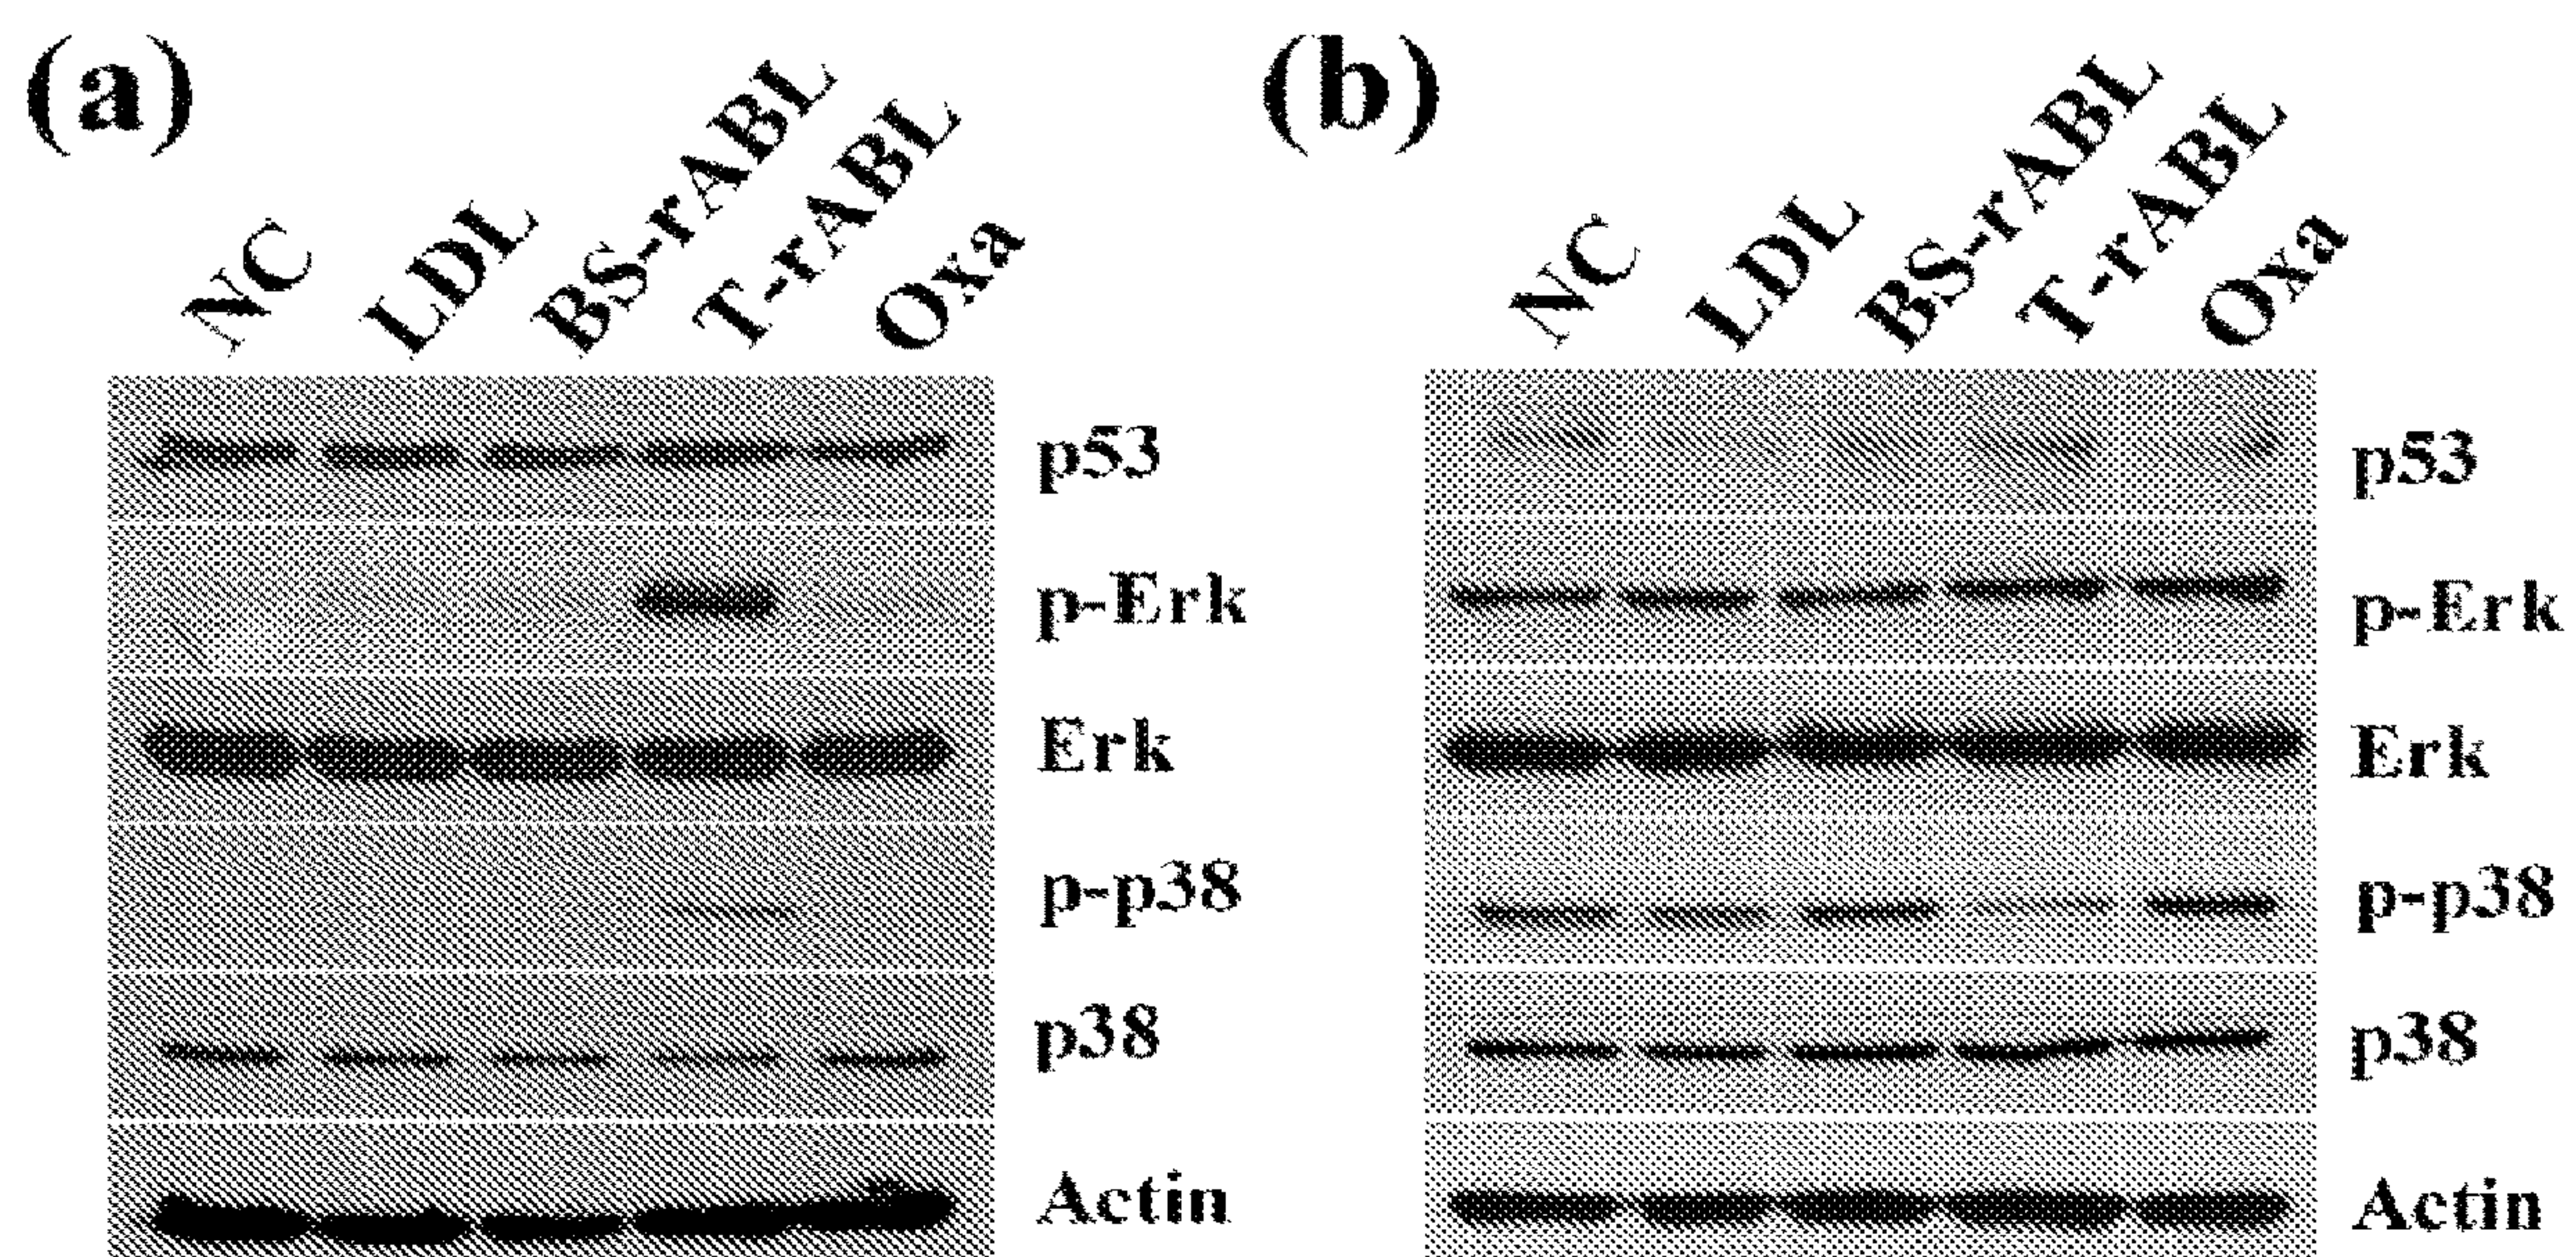 (a)
NC
LDL
BS-rABL
T-rABL
Oxa
p53
p-Erk
Erk
p-p38
p38
Actin
(b)
NC
LDL
BS-rABL
T-rABL
Oxa
p53
p-Erk
Erk
p-p38
p38
Actin